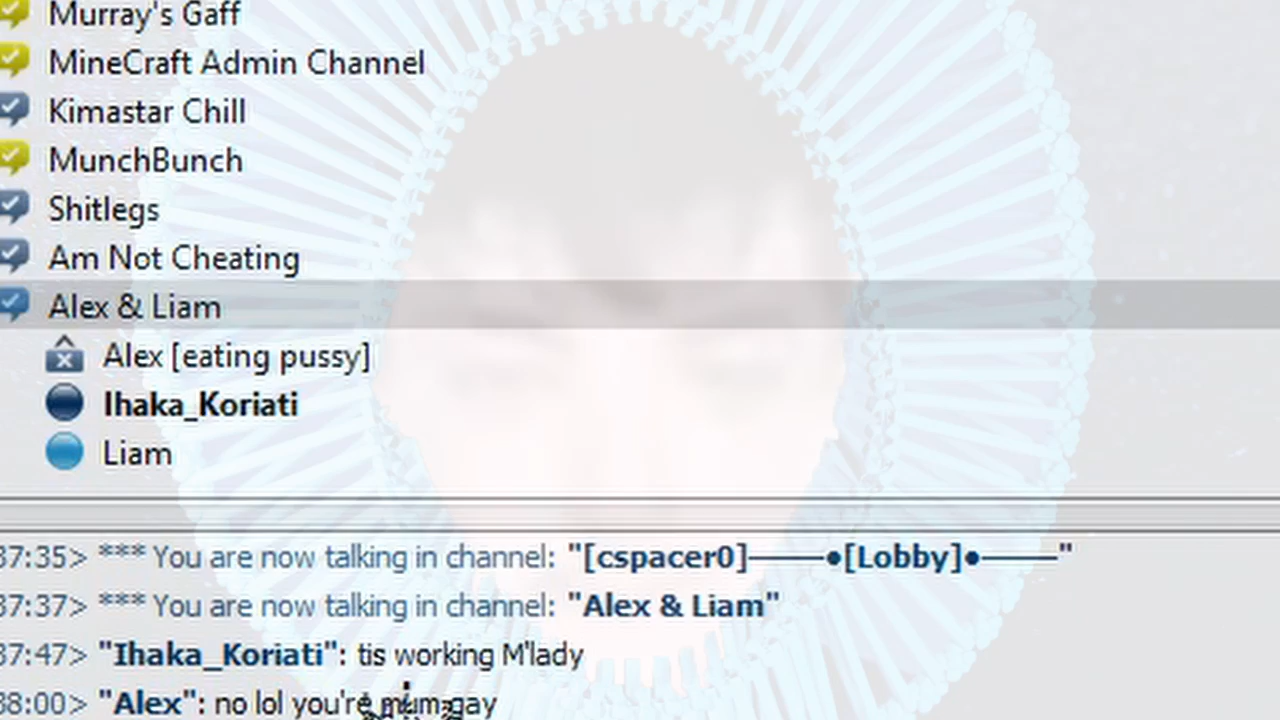 Murray's Gaff
MineCraft Admin Channel
Kimastar Chill
MunchBunch
Shitlegs
Am Not Cheating
Alex & Liam
Alex [eating pussy]
Ihaka_Koriati
Liam
37:35> *** You are now talking in channel: "[cspacer0]———•[Lobby]•———"
37:37> *** You are now talking in channel: "Alex & Liam"
37:47> "Ihaka_Koriati": tis working M'lady
38:00> "Alex": no lol you're mum gay